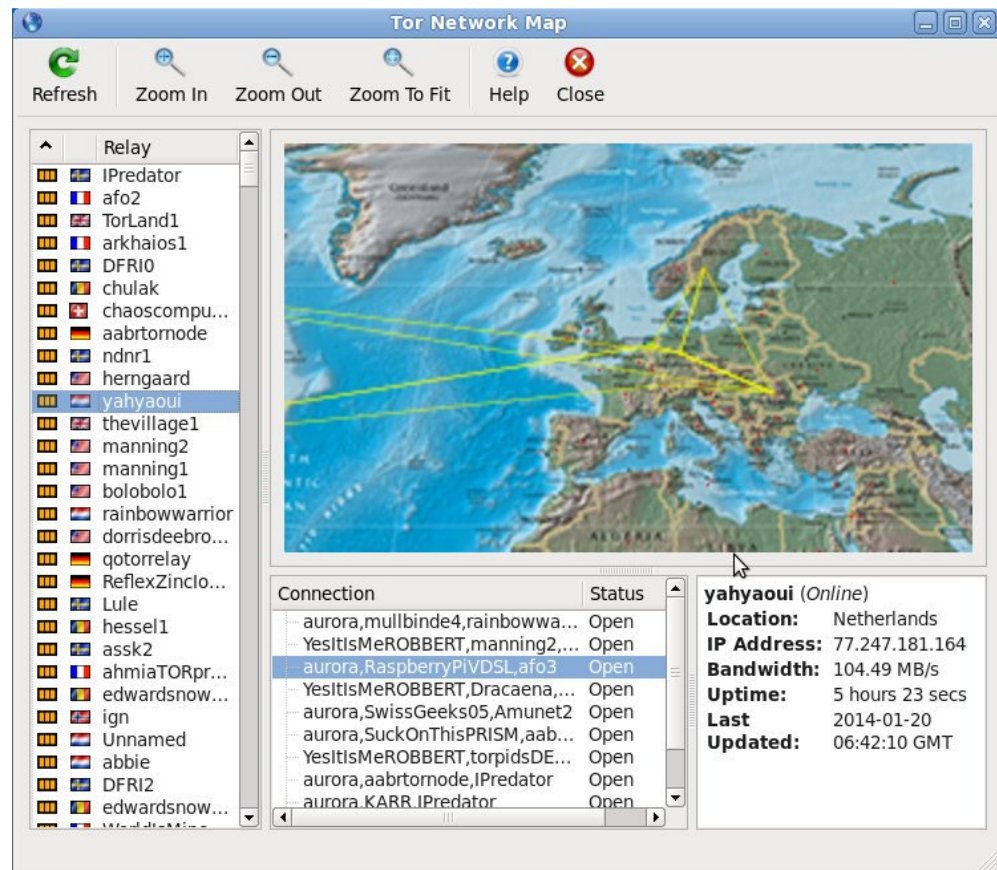 Tor Network Map
Refresh
Zoom In
Zoom Out
Zoom To Fit
Help
Close
Relay
IPredator
afo2
TorLand1
arkhaios1
DFRI0
chulak
chaoscompu...
aabrtornode
ndnr1
herngaard
yahyaoui
thevillage1
manning2
manning1
bolobolo1
rainbowwarrior
dorrisdeebro...
gotorrelay
ReflexZinclo...
Lule
hessel1
assk2
ahmiaTORpr...
edwardsnow...
ign
Unnamed
abbie
DFRI2
edwardsnow...
Greenland
ALGERIA
Connection Status
aurora,mullbinde4,rainbowwa... Open
YesItIsMeROBBERT,manning2,... Open
aurora,RaspberryPiVDSL,afo3 Open
YesItIsMeROBBERT,Dracaena,... Open
aurora,SwissGeeks05,Amunet2 Open
aurora,SuckOnThisPRISM,aab... Open
YesItIsMeROBBERT,torpidsDE... Open
aurora,aabrtornode,IPredator Open
aurora,KARR,IPredator Open
yahyaoui (Online)
Location: Netherlands
IP Address: 77.247.181.164
Bandwidth: 104.49 MB/s
Uptime: 5 hours 23 secs
Last Updated: 2014-01-20 06:42:10 GMT